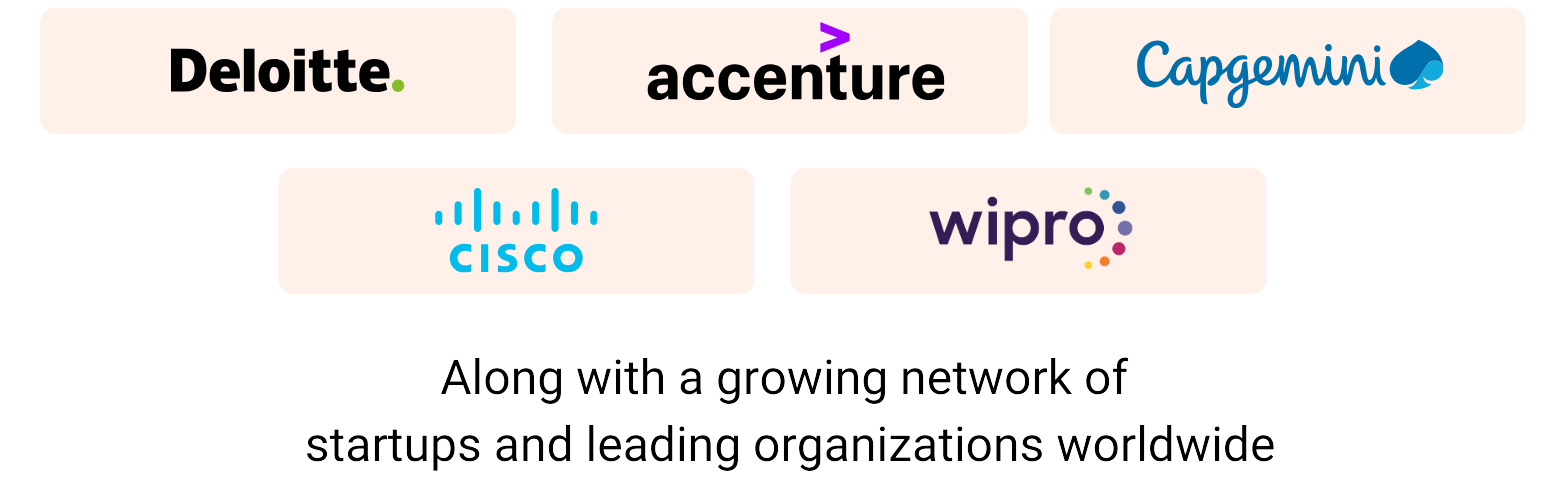 Deloitte.
accenture
Capgemini
CISCO
wipro
Along with a growing network of
startups and leading organizations worldwide